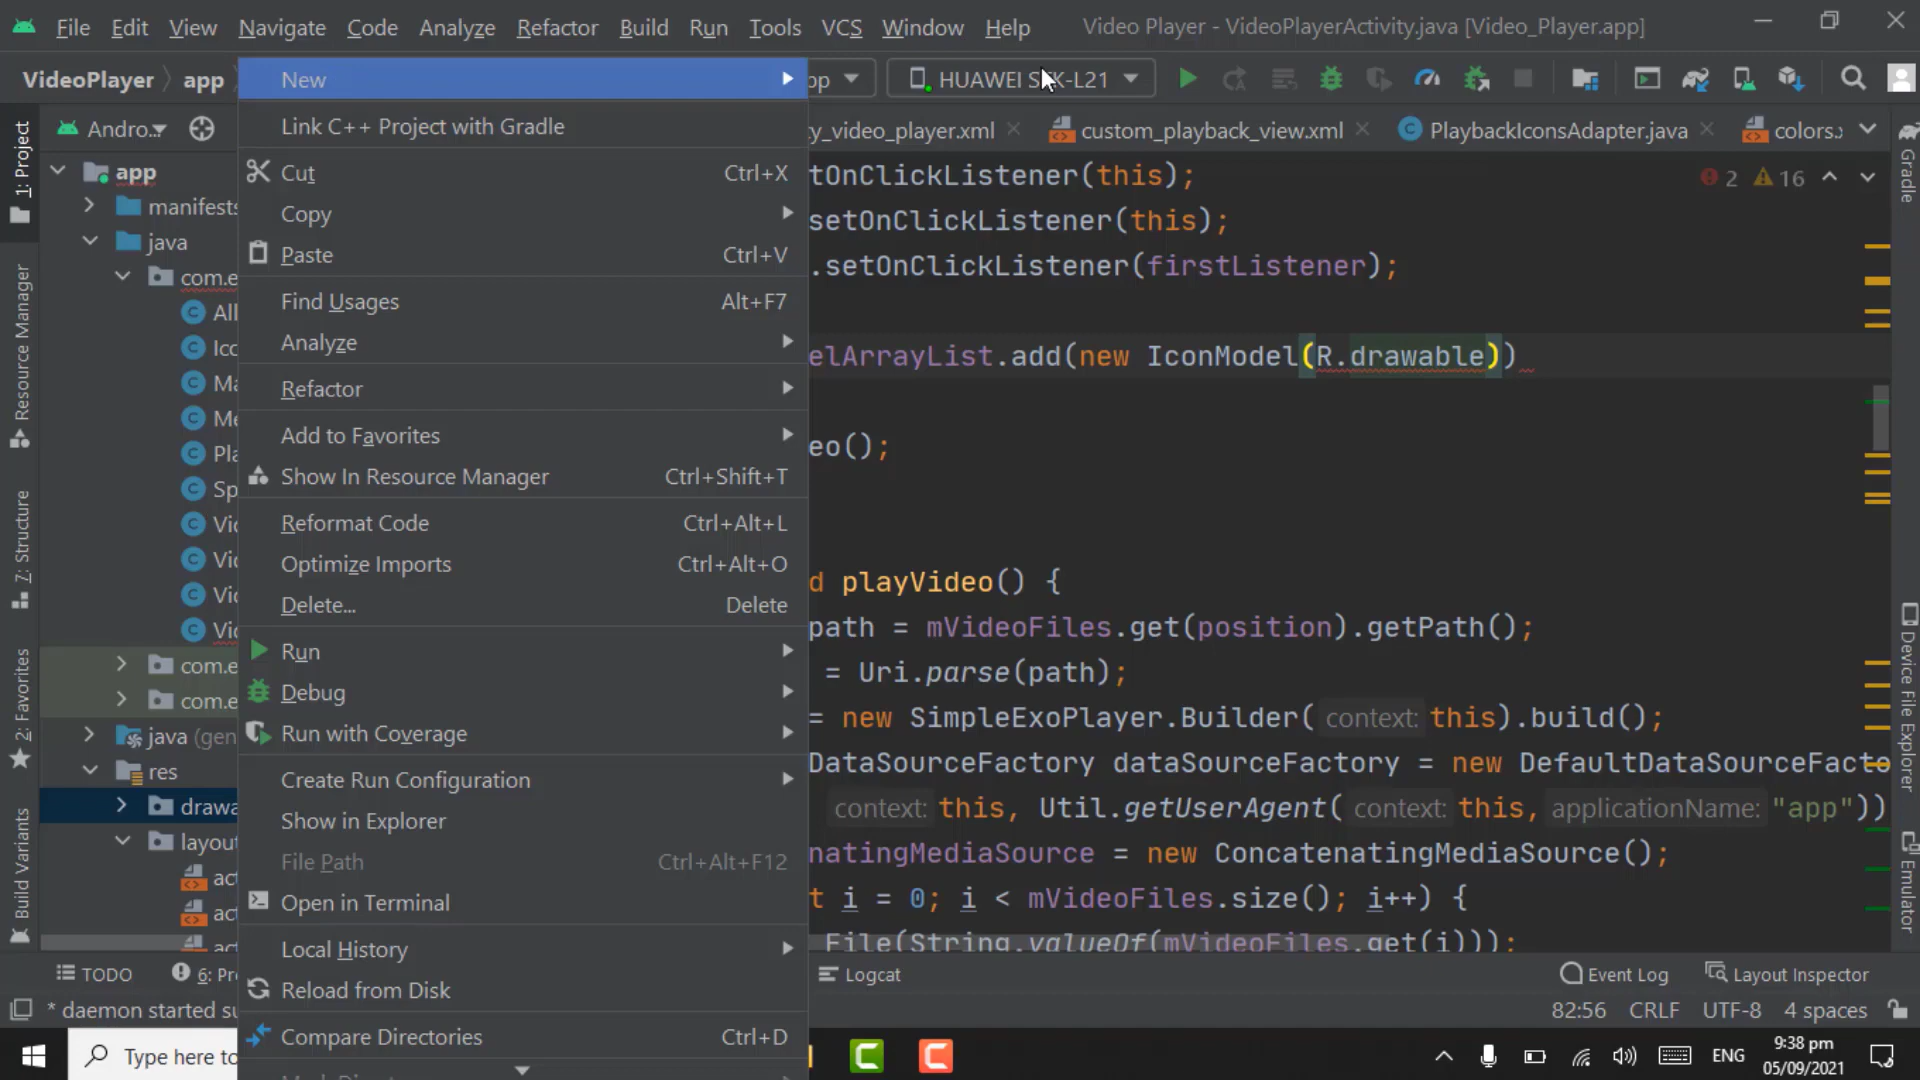 File Edit View Navigate Code Analyze Refactor Build Run Tools VCS Window Help Video Player - VideoPlayerActivity.java [Video_Player.app]
VideoPlayer app
HUAWEI STK-L21
New
Link C++ Project with Gradle
Cut Ctrl+X
Copy
Paste Ctrl+V
Find Usages Alt+F7
Analyze
Refactor
Add to Favorites
Show In Resource Manager Ctrl+Shift+T
Reformat Code Ctrl+Alt+L
Optimize Imports Ctrl+Alt+O
Delete... Delete
Run
Debug
Run with Coverage
Create Run Configuration
Show in Explorer
File Path Ctrl+Alt+F12
Open in Terminal
Local History
Reload from Disk
Compare Directories Ctrl+D
1: Project
Resource Manager
7: Structure
2: Favorites
Build Variants
Andro..
app
manifests
java
com.e
All
Ico
Ma
Me
Pla
Sp
Vid
Vid
Vid
Vid
com.e
com.e
java (gen
res
drawa
layou
act
act
act
y_video_player.xml custom_playback_view.xml PlaybackIconsAdapter.java colors.x
2 16
tOnClickListener(this);
setOnClickListener(this);
.setOnClickListener(firstListener);
elArrayList.add(new IconModel(R.drawable))
eo();
d playVideo() {
path = mVideoFiles.get(position).getPath();
= Uri.parse(path);
= new SimpleExoPlayer.Builder( context: this).build();
DataSourceFactory dataSourceFactory = new DefaultDataSourceFacto
context: this, Util.getUserAgent( context: this, applicationName: "app"))
natingMediaSource = new ConcatenatingMediaSource();
t i = 0; i < mVideoFiles.size(); i++) {
File(String.valueOf(mVideoFiles.get(i)));
Gradle
Device File Explorer
Emulator
TODO 6: Pr Logcat Event Log Layout Inspector
* daemon started su 82:56 CRLF UTF-8 4 spaces
Type here to ENG 9:38 pm
05/09/2021